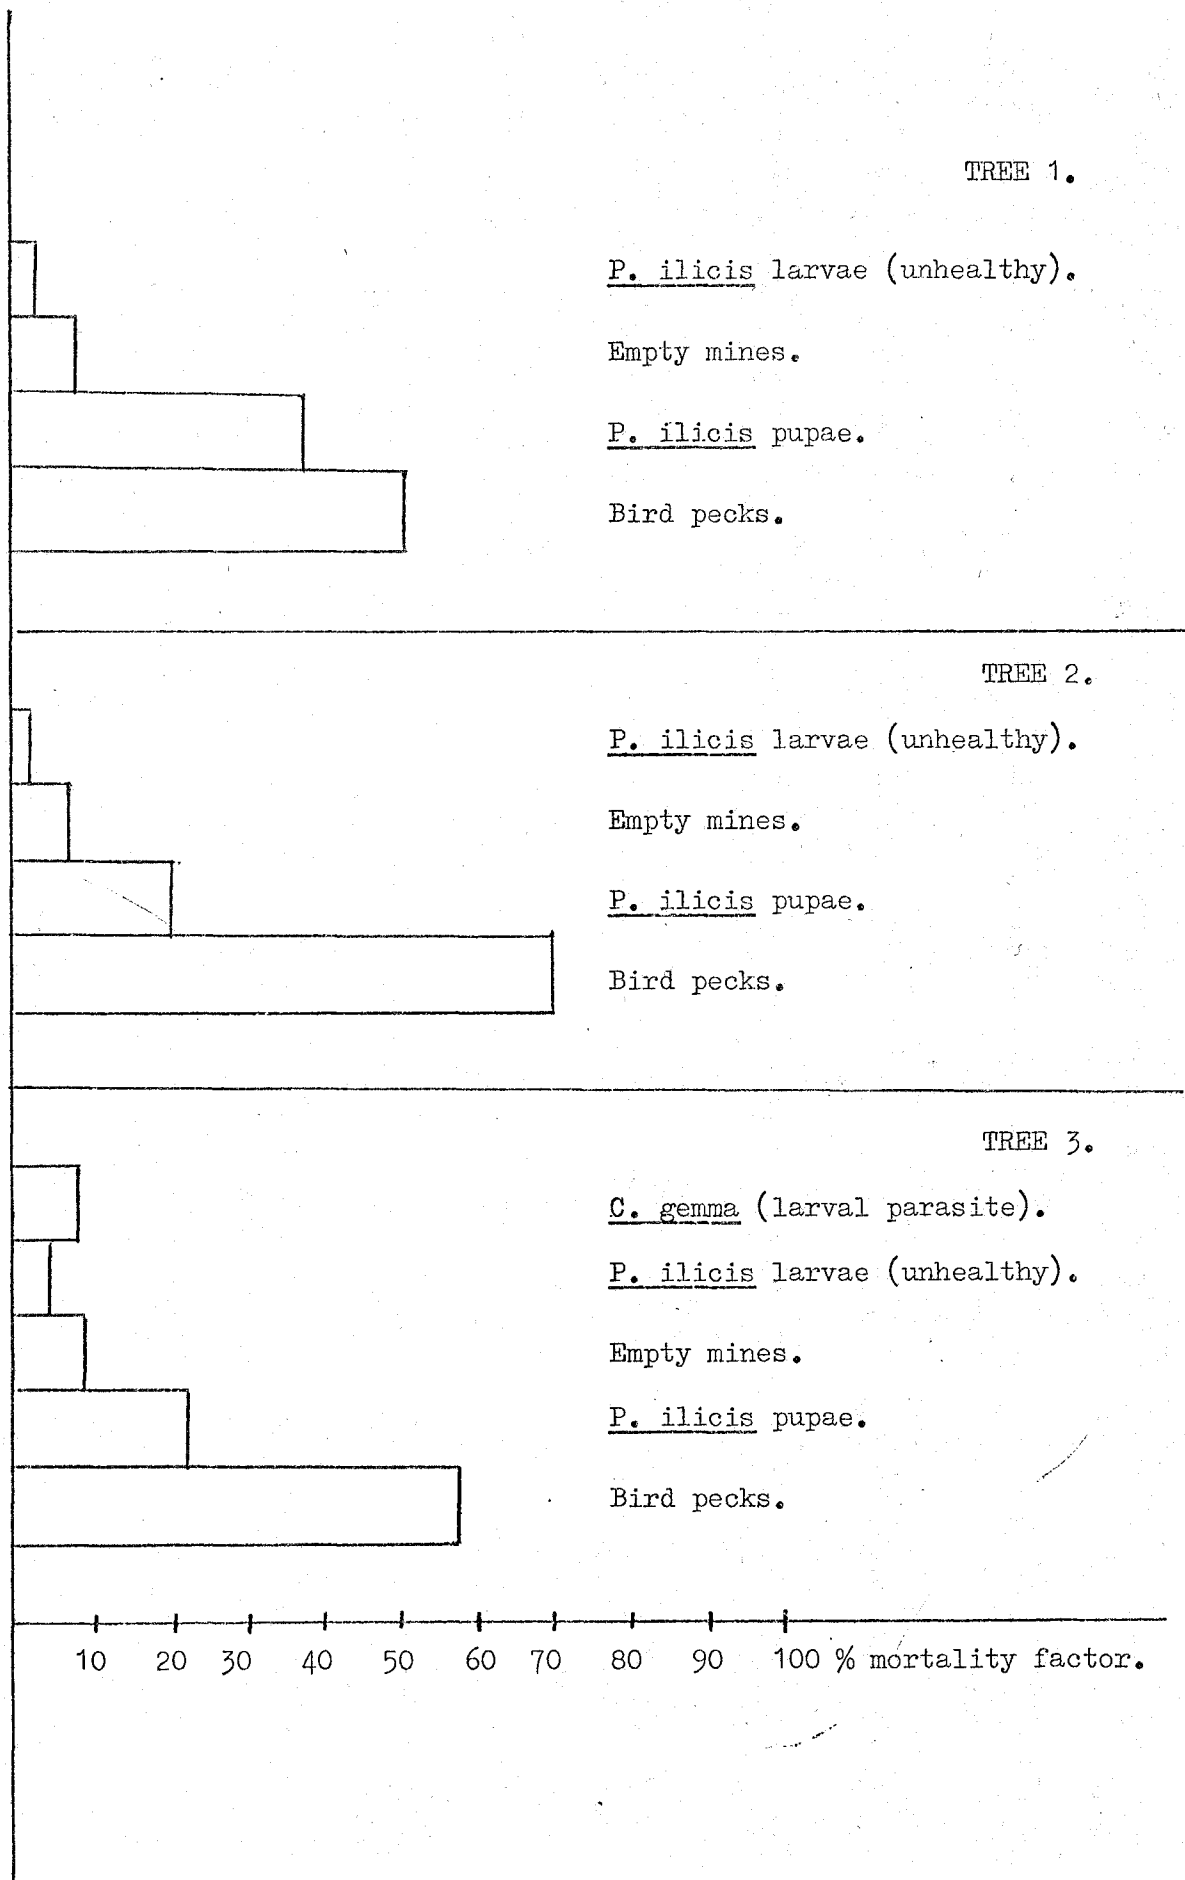 TREE 1.
P. ilicis larvae (unhealthy).
Empty mines.
P. ilicis pupae.
Bird pecks.
TREE 2.
P. ilicis larvae (unhealthy).
Empty mines.
P. ilicis pupae.
Bird pecks.
TREE 3.
C. gemma (larval parasite).
P. ilicis larvae (unhealthy).
Empty mines.
P. ilicis pupae.
Bird pecks.
10 20 30 40 50 60 70 80 90 100 % mortality factor.